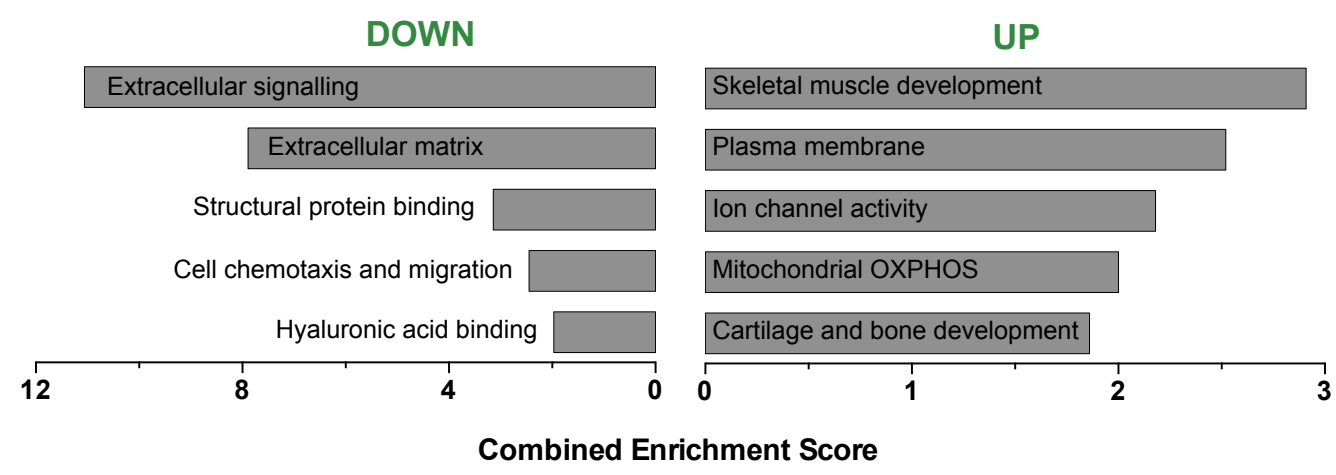 DOWN
Extracellular signalling
Extracellular matrix
Structural protein binding
Cell chemotaxis and migration
Hyaluronic acid binding
12 8 4 0
UP
Skeletal muscle development
Plasma membrane
Ion channel activity
Mitochondrial OXPHOS
Cartilage and bone development
0 1 2 3
Combined Enrichment Score